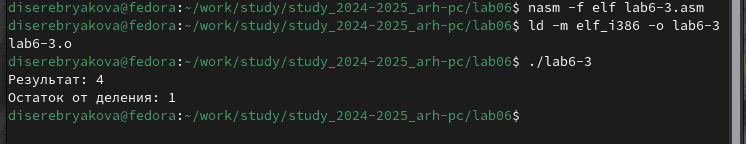 diserebryakova@fedora:~/work/study/study_2024-2025_arh-pc/lab06$ nasm -f elf lab6-3.asm
diserebryakova@fedora:~/work/study/study_2024-2025_arh-pc/lab06$ ld -m elf_i386 -o lab6-3
lab6-3.o
diserebryakova@fedora:~/work/study/study_2024-2025_arh-pc/lab06$ ./lab6-3
Результат: 4
Остаток от деления: 1
diserebryakova@fedora:~/work/study/study_2024-2025_arh-pc/lab06$